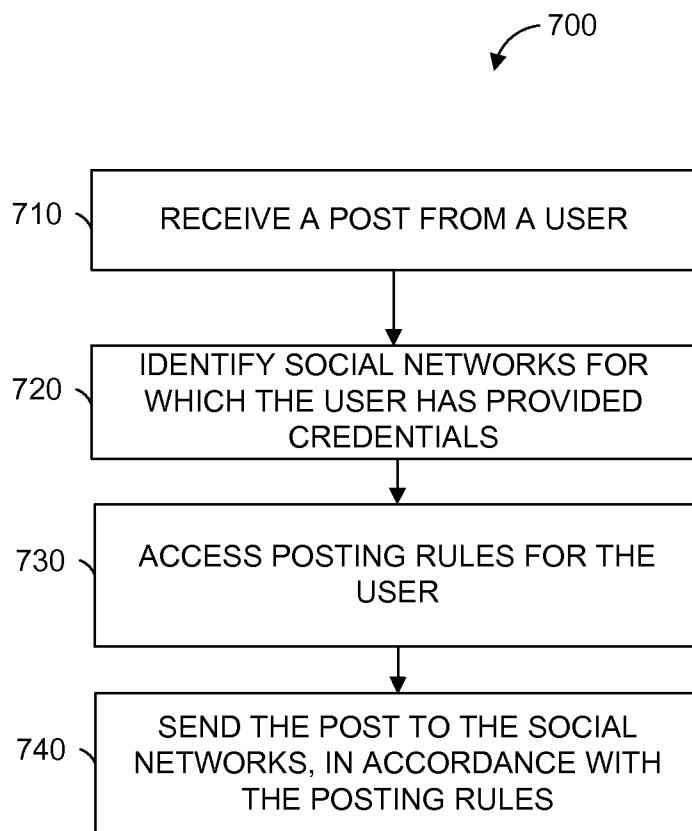 700
710
RECEIVE A POST FROM A USER
720
IDENTIFY SOCIAL NETWORKS FOR
WHICH THE USER HAS PROVIDED
CREDENTIALS
730
ACCESS POSTING RULES FOR THE
USER
740
SEND THE POST TO THE SOCIAL
NETWORKS, IN ACCORDANCE WITH
THE POSTING RULES